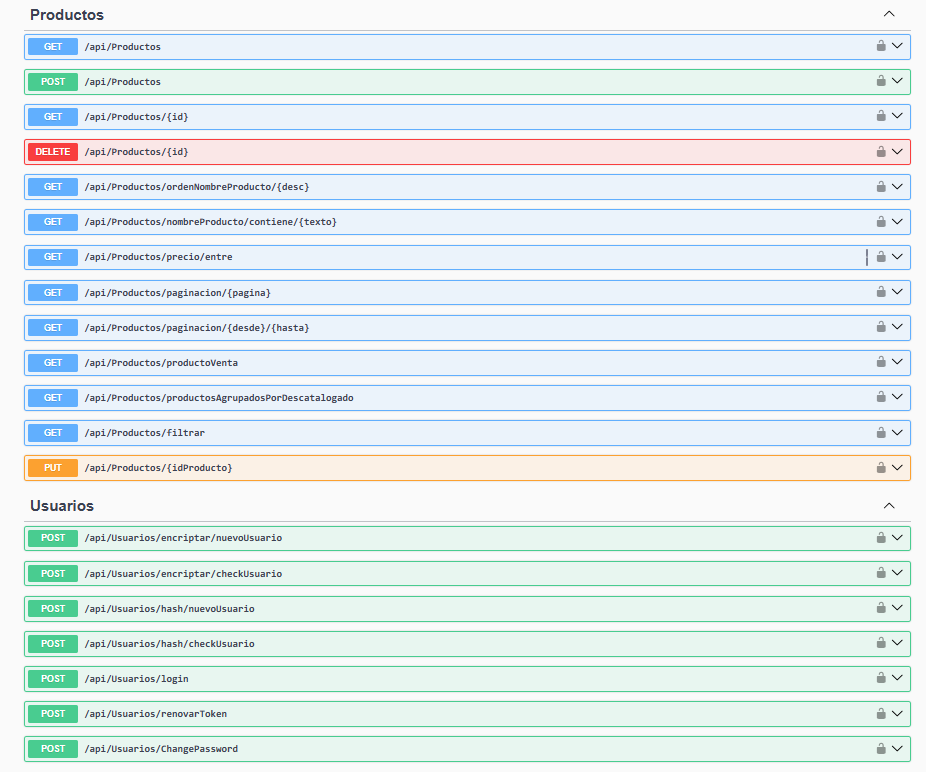 Productos
GET /api/Productos
POST /api/Productos
GET /api/Productos/{id}
DELETE /api/Productos/{id}
GET /api/Productos/ordenNombreProducto/{desc}
GET /api/Productos/nombreProducto/contiene/{texto}
GET /api/Productos/precio/entre
GET /api/Productos/paginacion/{pagina}
GET /api/Productos/paginacion/{desde}/{hasta}
GET /api/Productos/productoVenta
GET /api/Productos/productosAgrupadosPorDescatalogado
GET /api/Productos/filtrar
PUT /api/Productos/{idProducto}
Usuarios
POST /api/Usuarios/encriptar/nuevoUsuario
POST /api/Usuarios/encriptar/checkUsuario
POST /api/Usuarios/hash/nuevoUsuario
POST /api/Usuarios/hash/checkUsuario
POST /api/Usuarios/login
POST /api/Usuarios/renovarToken
POST /api/Usuarios/ChangePassword